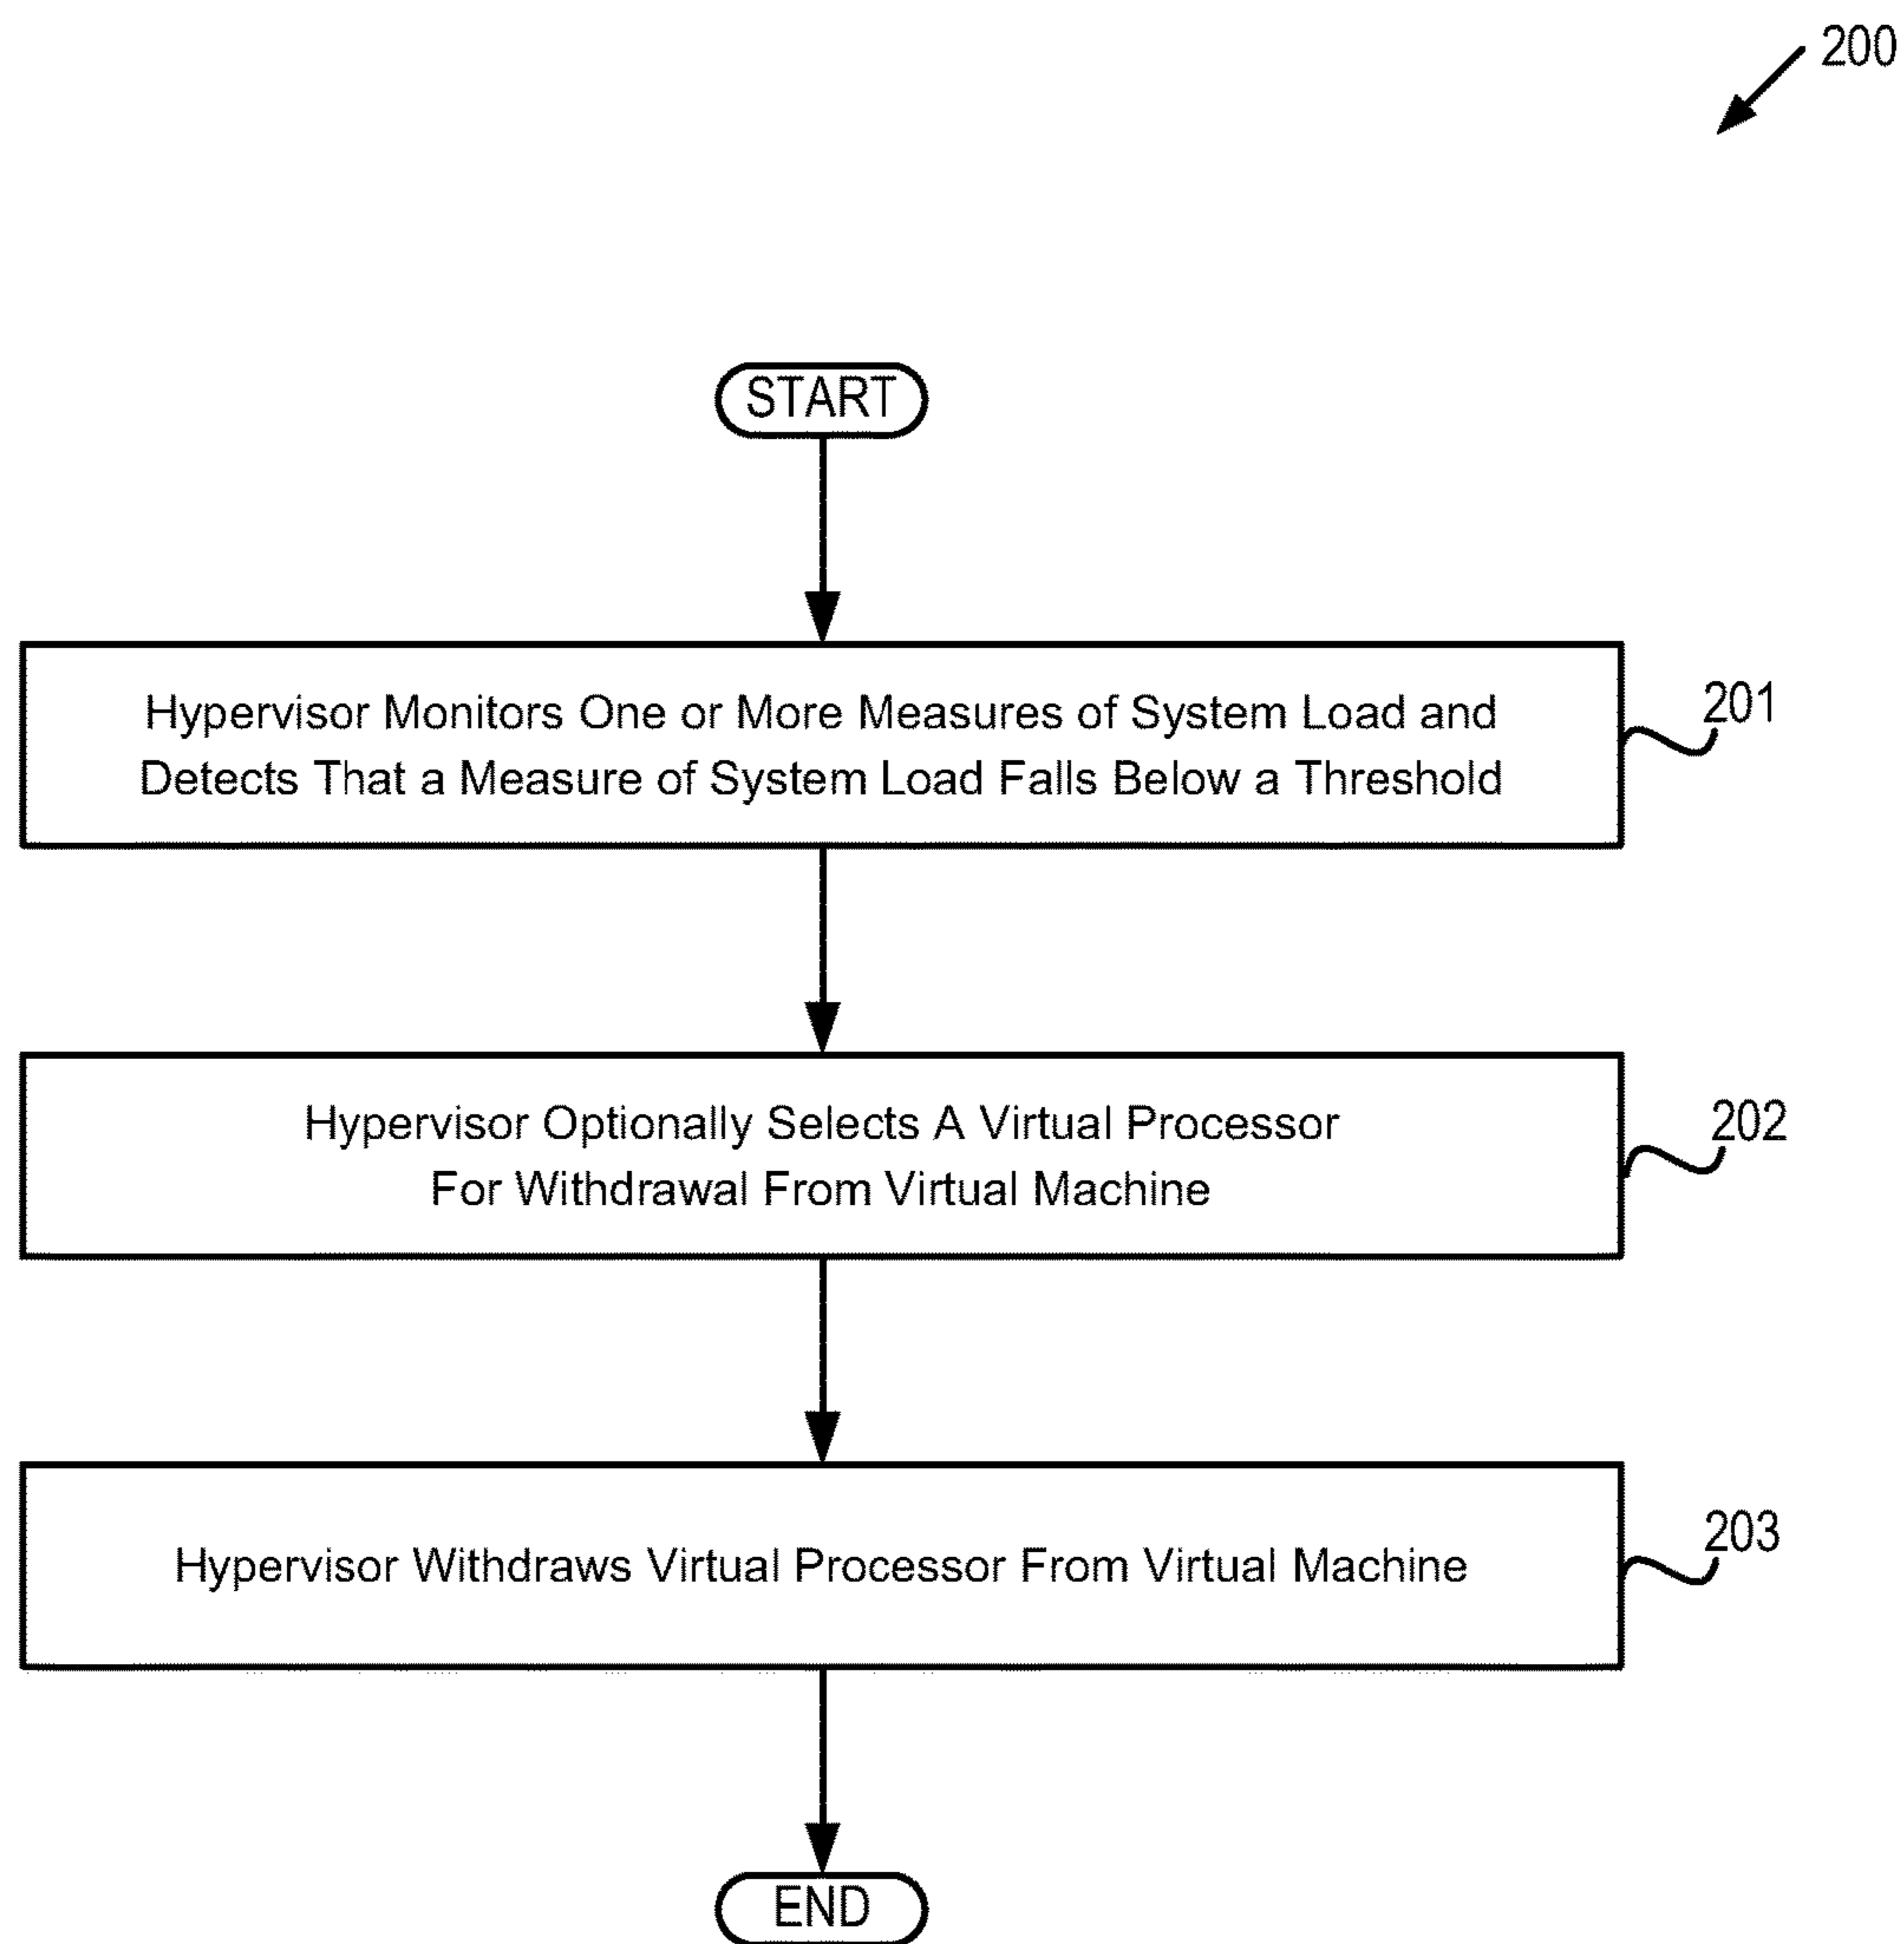 200
START
Hypervisor Monitors One or More Measures of System Load and
Detects That a Measure of System Load Falls Below a Threshold
201
Hypervisor Optionally Selects A Virtual Processor
For Withdrawal From Virtual Machine
202
Hypervisor Withdraws Virtual Processor From Virtual Machine
203
END